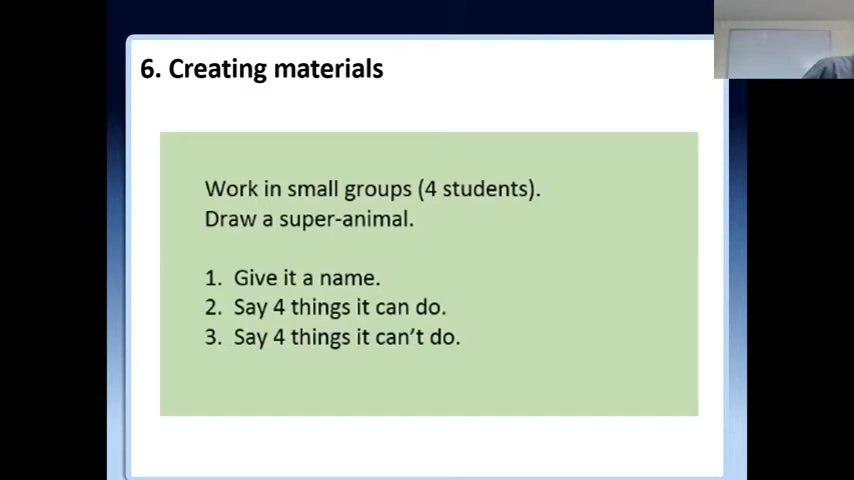 6. Creating materials
Work in small groups (4 students).
Draw a super-animal.
1. Give it a name.
2. Say 4 things it can do.
3. Say 4 things it can't do.